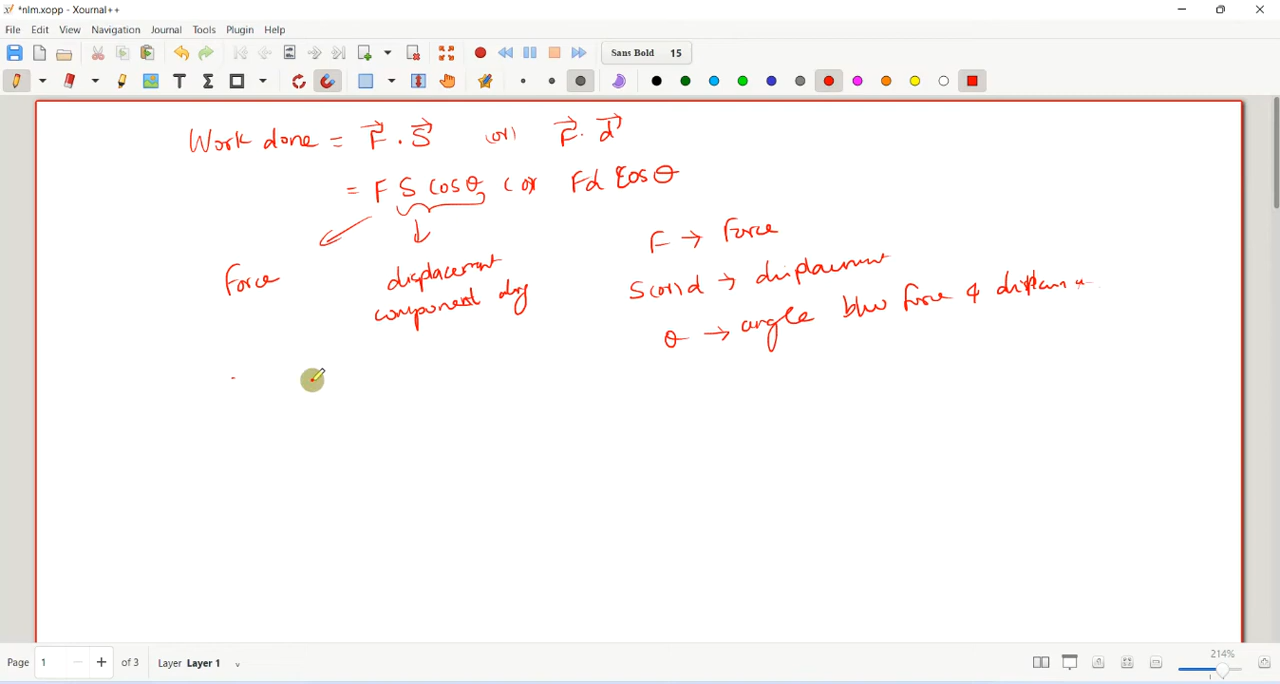 *nlm.xopp - Xournal++
File Edit View Navigation Journal Tools Plugin Help
Sans Bold 15
Work done = F⃗ . S⃗ (or) F⃗ . d⃗
= F S Cosθ (or Fd Cosθ
Force
displacement
component along
F → Force
S(or)d → displacement
θ → angle b/w force &
Page 1 of 3 Layer Layer 1
214%